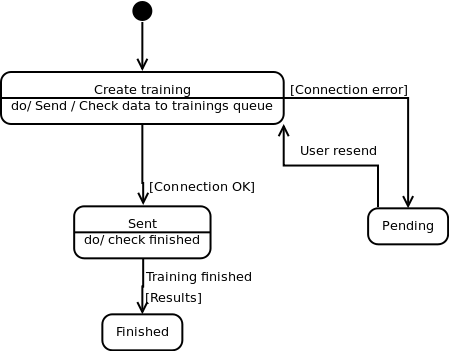 Create training
do/ Send / Check data to trainings queue
[Connection error]
User resend
[Connection OK]
Sent
do/ check finished
Pending
Training finished
[Results]
Finished